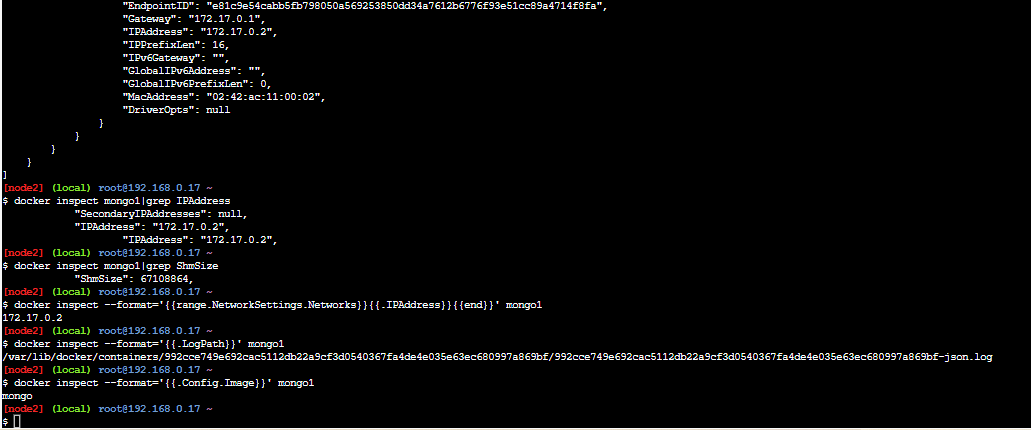 "EndpointID": "e81c9e54cabb5fb798050a569253850dd34a7612b6776f93e51cc89a4714f8fa",
"Gateway": "172.17.0.1",
"IPAddress": "172.17.0.2",
"IPPrefixLen": 16,
"IPv6Gateway": "",
"GlobalIPv6Address": "",
"GlobalIPv6PrefixLen": 0,
"MacAddress": "02:42:ac:11:00:02",
"DriverOpts": null
}
}
}
}
]
[node2] (local) root@192.168.0.17 ~
$ docker inspect mongo1|grep IPAddress
"SecondaryIPAddresses": null,
"IPAddress": "172.17.0.2",
"IPAddress": "172.17.0.2",
[node2] (local) root@192.168.0.17 ~
$ docker inspect mongo1|grep ShmSize
"ShmSize": 67108864,
[node2] (local) root@192.168.0.17 ~
$ docker inspect --format='{{range.NetworkSettings.Networks}}{{.IPAddress}}{{end}}' mongo1
172.17.0.2
[node2] (local) root@192.168.0.17 ~
$ docker inspect --format='{{.LogPath}}' mongo1
/var/lib/docker/containers/992cce749e692cac5112db22a9cf3d0540367fa4de4e035e63ec680997a869bf/992cce749e692cac5112db22a9cf3d0540367fa4de4e035e63ec680997a869bf-json.log
[node2] (local) root@192.168.0.17 ~
$ docker inspect --format='{{.Config.Image}}' mongo1
mongo
[node2] (local) root@192.168.0.17 ~
$